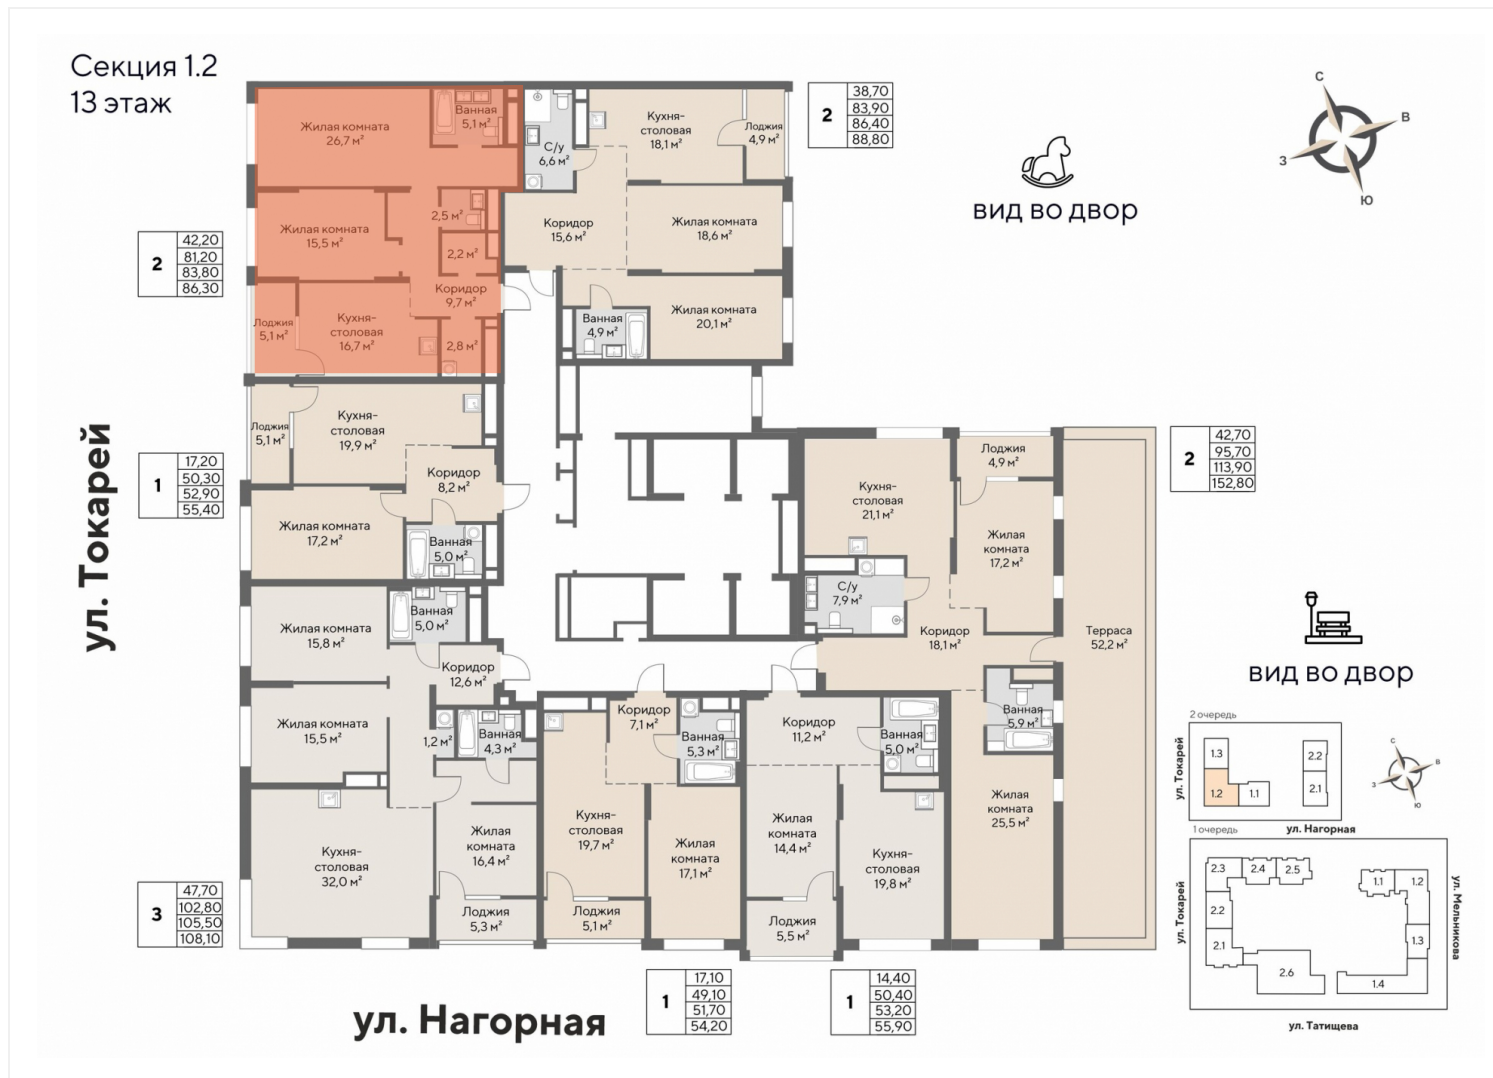 Секция 1.2
13 этаж
Жилая комната
26,7 м²
Ванная
5,1 м²
Жилая комната
15,5 м²
2,5 м²
2,2 м²
Коридор
9,7 м²
Лоджия
5,1 м²
Кухня-
столовая
16,7 м²
2,8 м²
2
42,20
81,20
83,80
86,30
С/у
6,6 м²
Кухня-
столовая
18,1 м²
Лоджия
4,9 м²
Коридор
15,6 м²
Жилая комната
18,6 м²
Ванная
4,9 м²
Жилая комната
20,1 м²
2
38,70
83,90
86,40
88,80
вид во двор
С
В
З
Ю
ул. Токарей
Лоджия
5,1 м²
Кухня-
столовая
19,9 м²
Коридор
8,2 м²
Жилая комната
17,2 м²
Ванная
5,0 м²
1
17,20
50,30
52,90
55,40
Кухня-
столовая
21,1 м²
Лоджия
4,9 м²
Жилая
комната
17,2 м²
С/у
7,9 м²
Коридор
18,1 м²
Терраса
52,2 м²
Ванная
5,9 м²
Жилая
комната
25,5 м²
2
42,70
95,70
113,90
152,80
Жилая комната
15,8 м²
Ванная
5,0 м²
Коридор
12,6 м²
Жилая комната
15,5 м²
1,2 м²
Ванная
4,3 м²
Кухня-
столовая
32,0 м²
Жилая
комната
16,4 м²
Лоджия
5,3 м²
3
47,70
102,80
105,50
108,10
Коридор
7,1 м²
Ванная
5,3 м²
Кухня-
столовая
19,7 м²
Жилая
комната
17,1 м²
Лоджия
5,1 м²
1
17,10
49,10
51,70
54,20
Коридор
11,2 м²
Ванная
5,0 м²
Жилая
комната
14,4 м²
Кухня-
столовая
19,8 м²
Лоджия
5,5 м²
1
14,40
50,40
53,20
55,90
ул. Нагорная
вид во двор
2 очередь
ул. Токарей
1.3
1.2
1.1
2.2
2.1
С
В
З
Ю
ул. Нагорная
1 очередь
ул. Токарей
2.3
2.4
2.5
1.1
1.2
2.2
2.1
1.3
2.6
1.4
ул. Мельникова
ул. Татищева